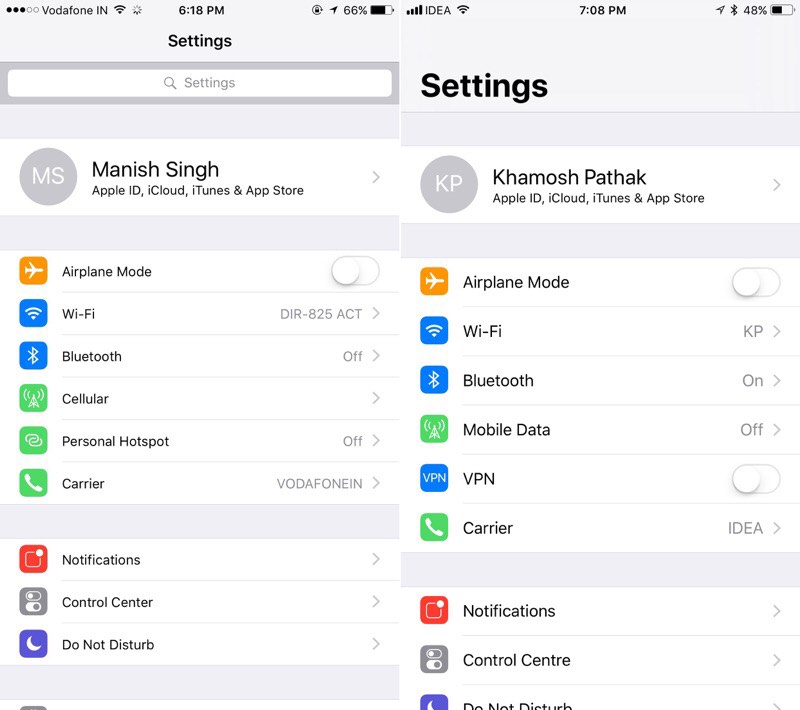 Vodafone IN 6:18 PM 66%
Settings
Settings
MS
Manish Singh
Apple ID, iCloud, iTunes & App Store
Airplane Mode
Wi-Fi DIR-825 ACT
Bluetooth Off
Cellular
Personal Hotspot Off
Carrier VODAFONEIN
Notifications
Control Center
Do Not Disturb
IDEA 7:08 PM 48%
Settings
KP
Khamosh Pathak
Apple ID, iCloud, iTunes & App Store
Airplane Mode
Wi-Fi KP
Bluetooth On
Mobile Data Off
VPN VPN
Carrier IDEA
Notifications
Control Centre
Do Not Disturb